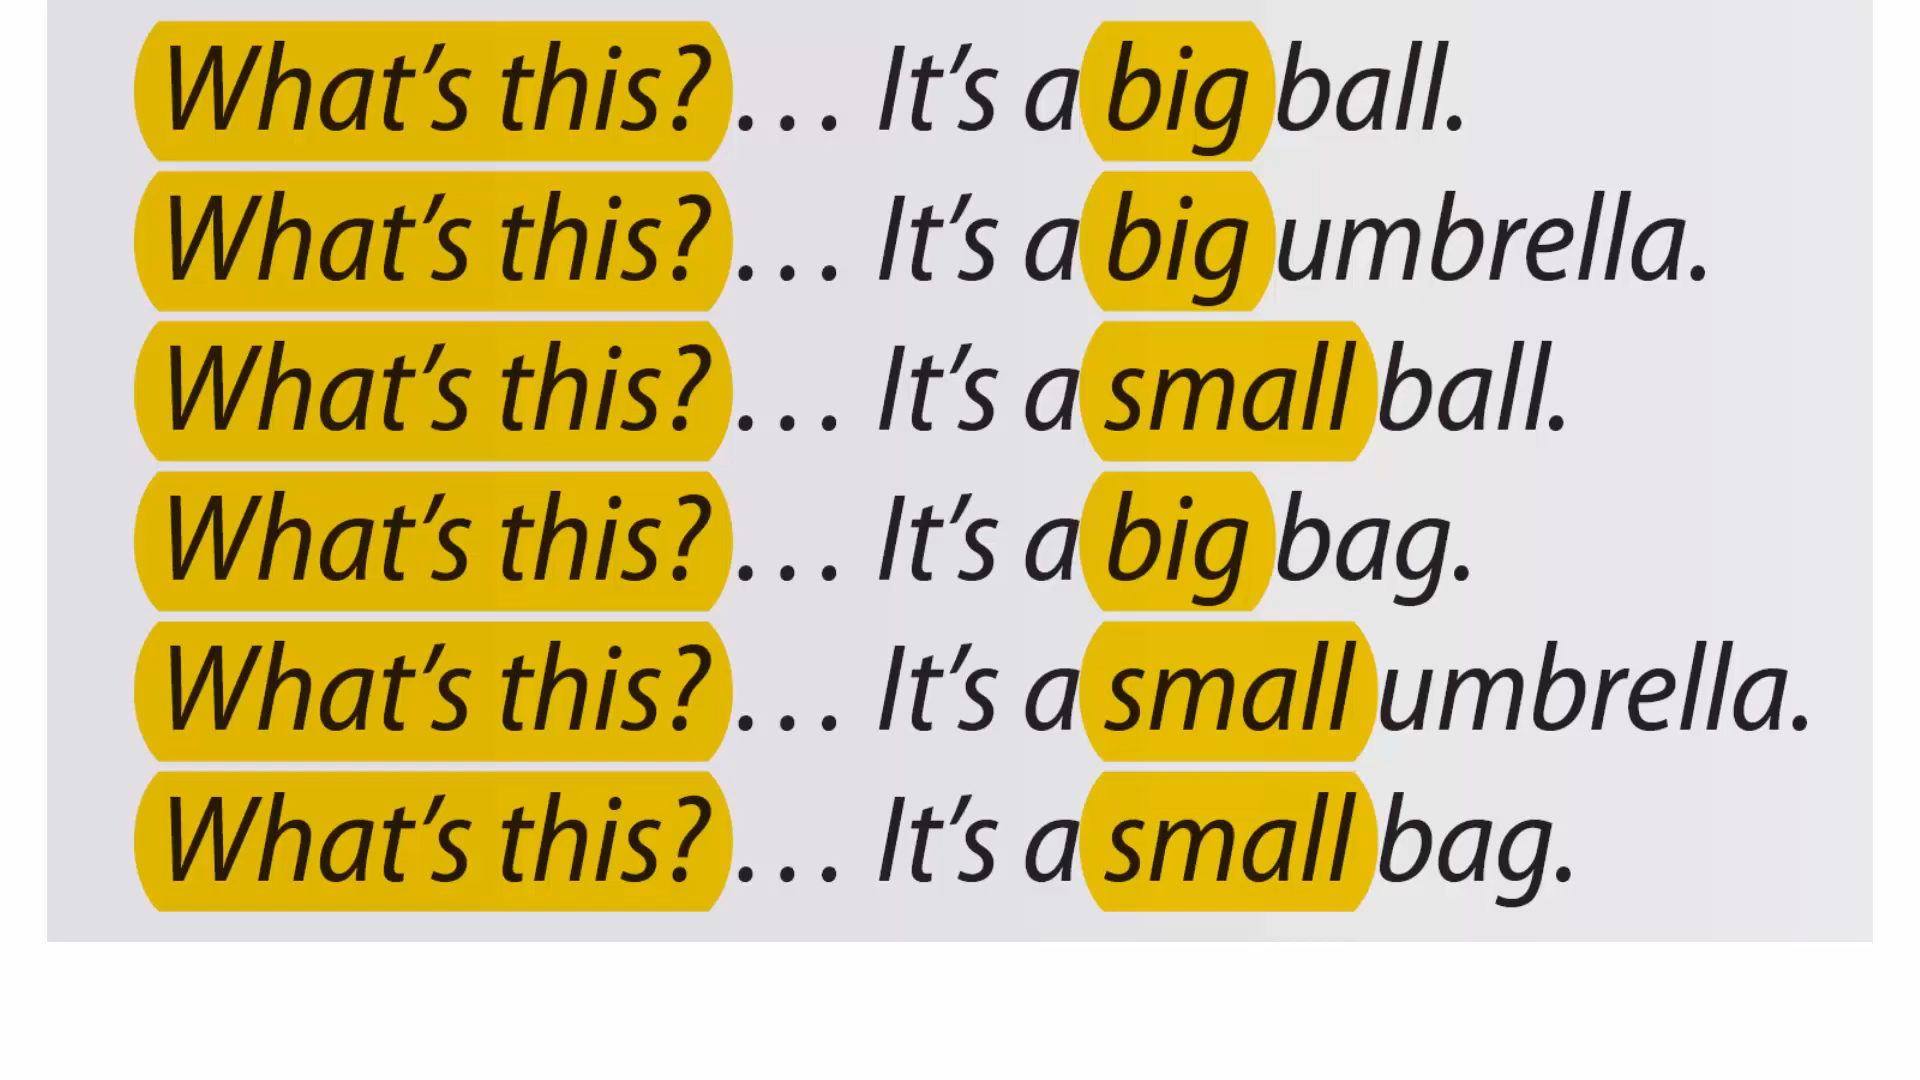 What’s this? . . . It’s a big ball.
What’s this? . . . It’s a big umbrella.
What’s this? . . . It’s a small ball.
What’s this? . . . It’s a big bag.
What’s this? . . . It’s a small umbrella.
What’s this? . . . It’s a small bag.